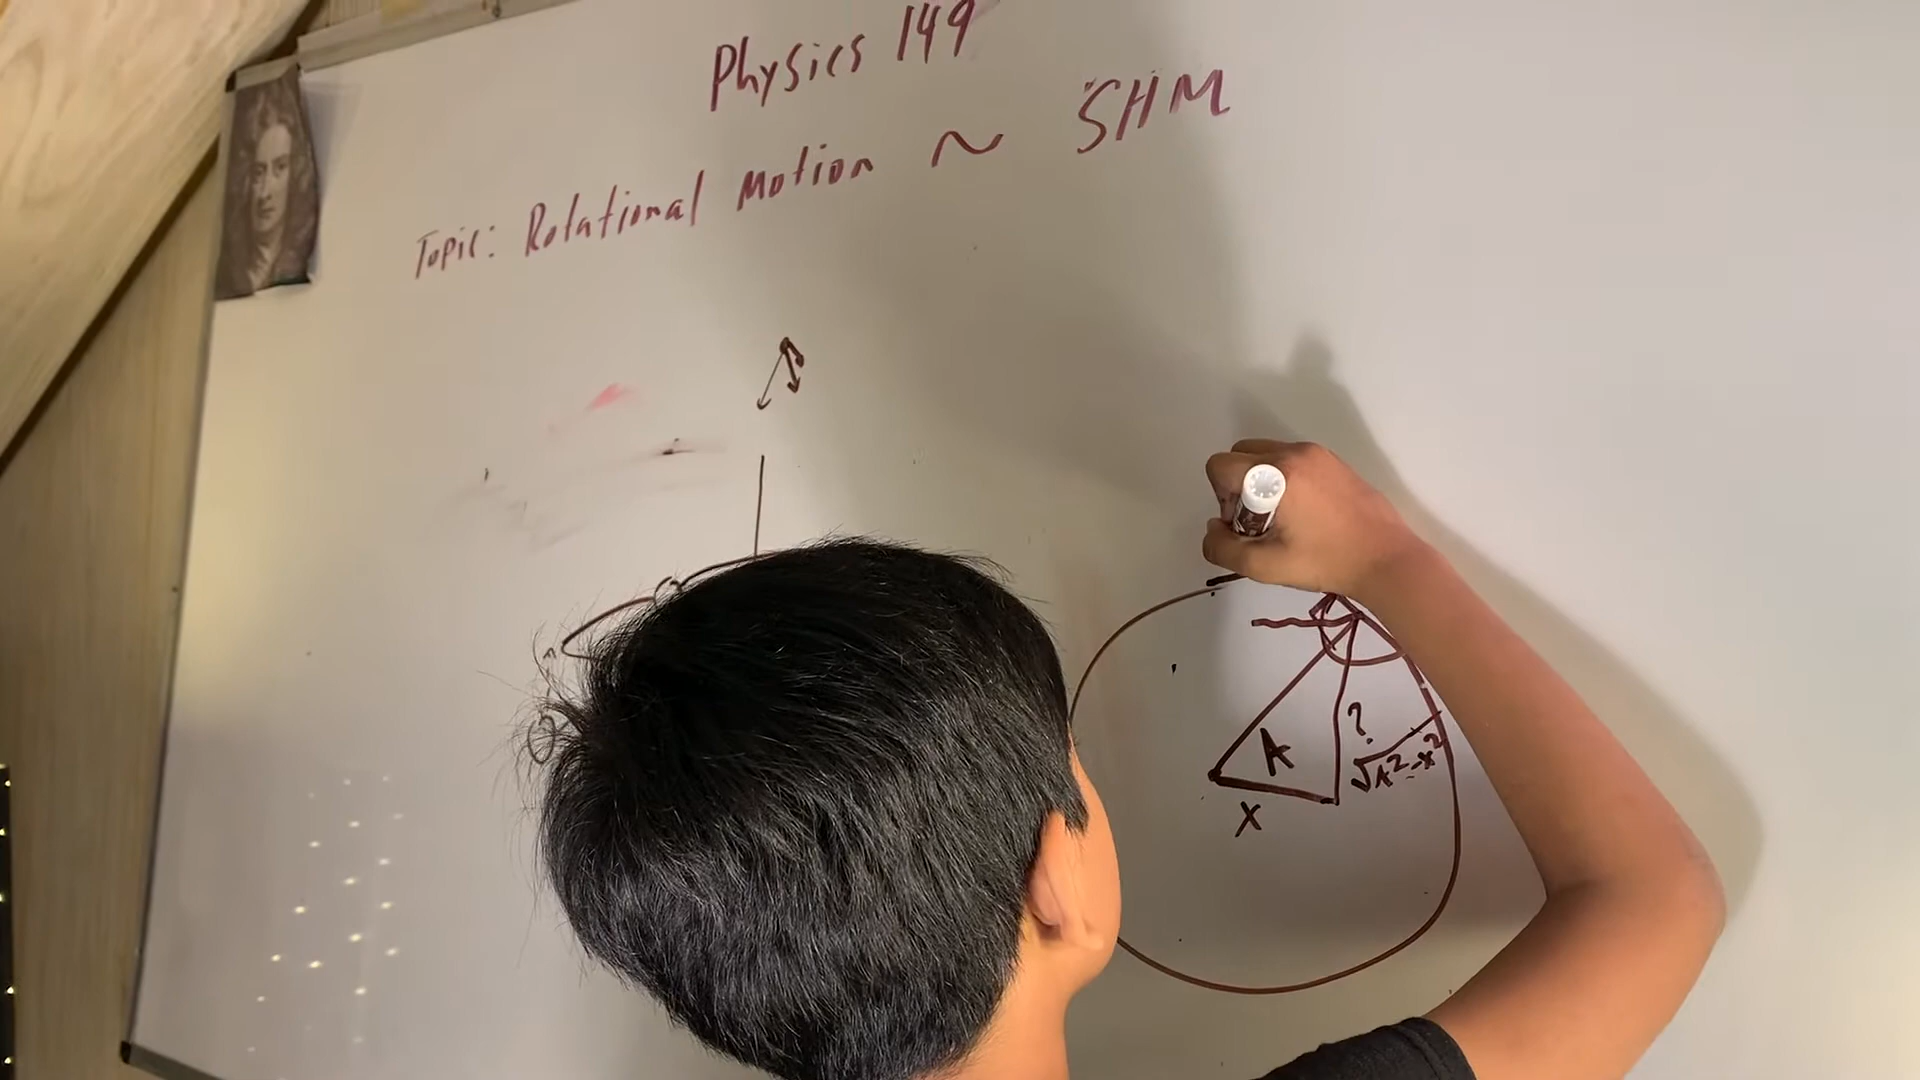 Physics 149
Topic: Rotational Motion ~ SHM
?
A
√A²-x²
X